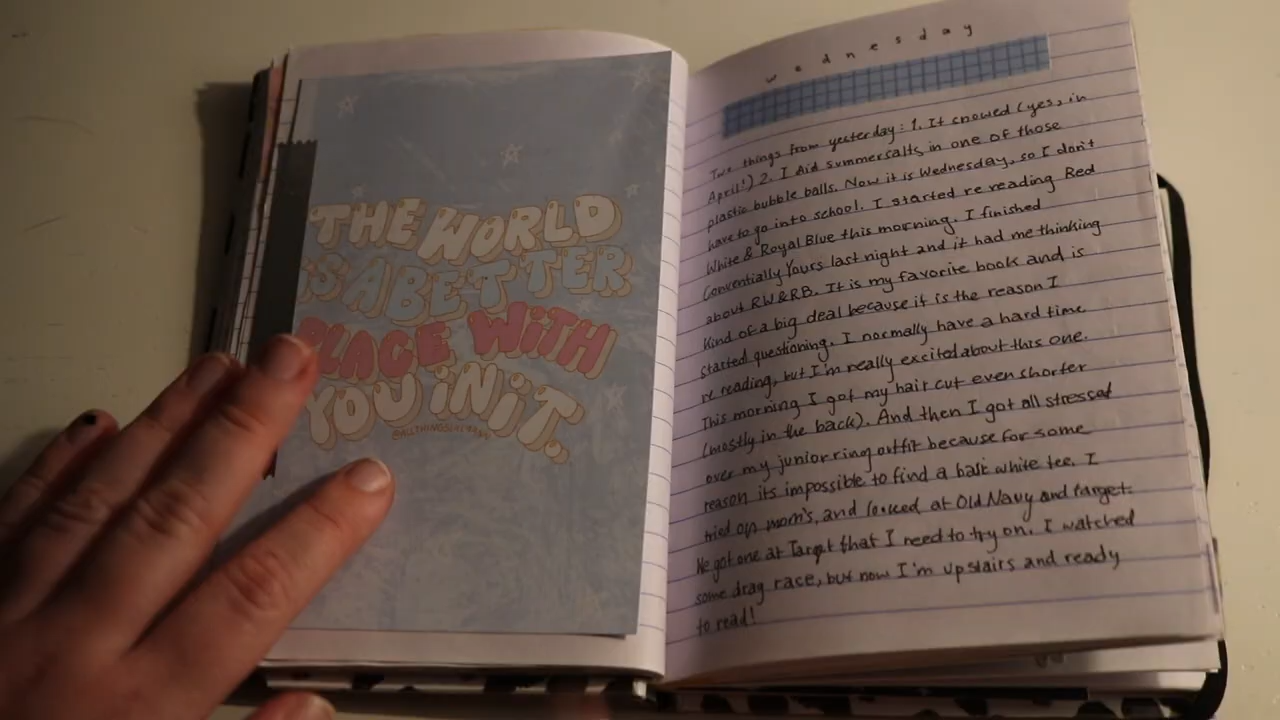 THE WORLD
IS A BETTER
PLACE WITH
YOU IN IT.
wednesday
Two things from yesterday: 1. It snowed (yes, in
April!) 2. I did summersalts in one of those
plastic bubble balls. Now it is Wednesday, so I don't
have to go into school. I started re reading Red
White & Royal Blue this morning. I finished
Conventially Yours last night and it had me thinking
about RW&RB. It is my favorite book and is
kind of a big deal because it is the reason I
started questioning. I normally have a hard time
re reading, but I'm really excited about this one.
This morning I got my hair cut even shorter
(mostly in the back). And then I got all stressed
over my junior ring outfit because for some
reason its impossible to find a basic white tee. I
tried on mom's, and looked at Old Navy and target.
We got one at Target that I need to try on. I watched
some drag race, but now I'm upstairs and ready
to read!